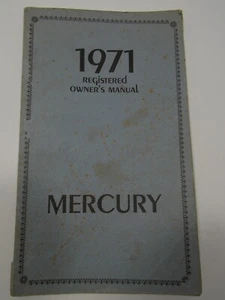 1971
REGISTERED
OWNER'S MANUAL
MERCURY